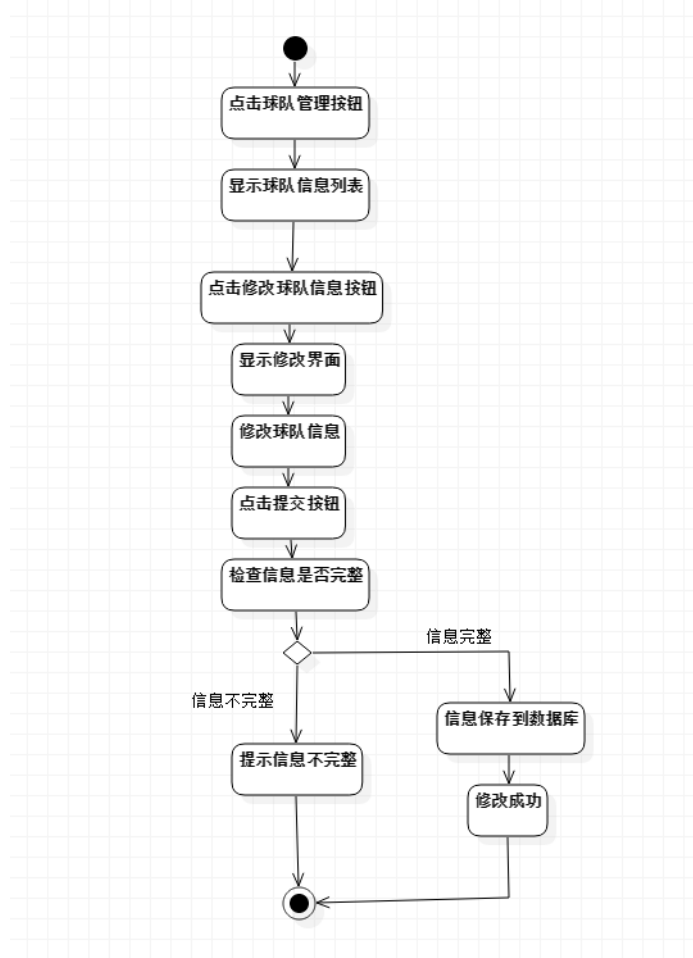 点击球队管理按钮
显示球队信息列表
点击修改球队信息按钮
显示修改界面
修改球队信息
点击提交按钮
检查信息是否完整
信息完整
信息不完整
信息保存到数据库
提示信息不完整
修改成功